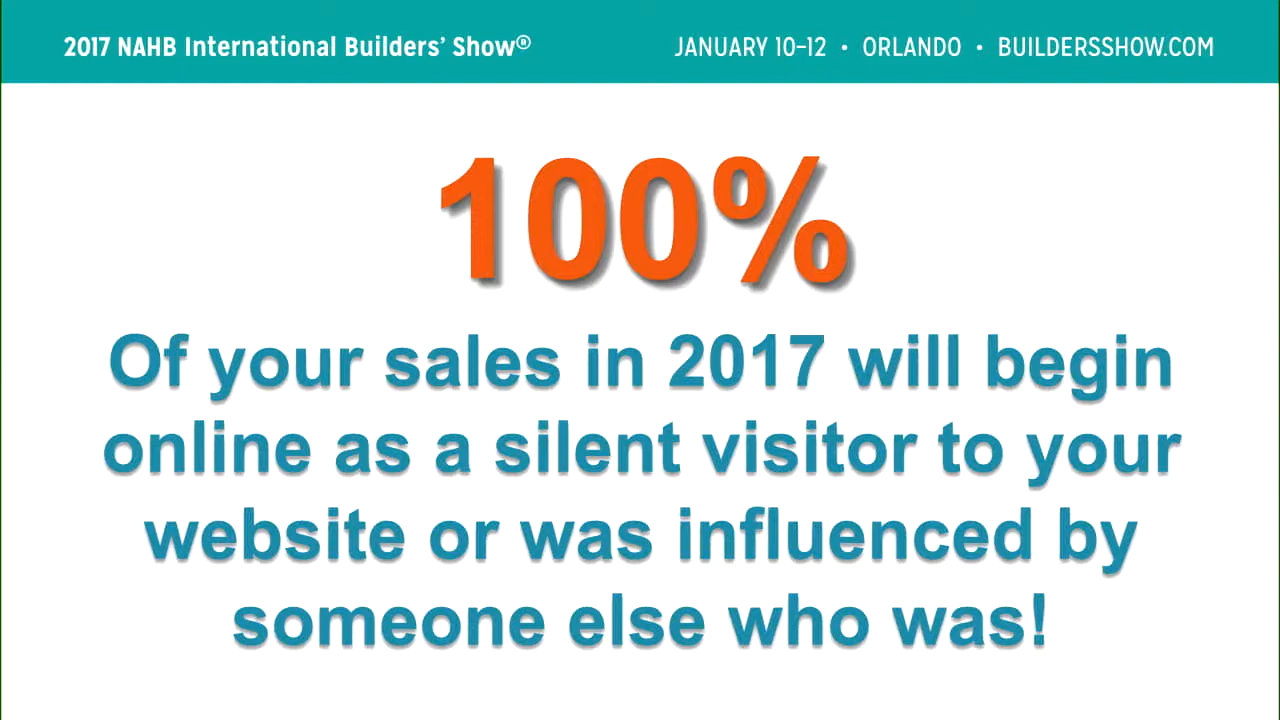 2017 NAHB International Builders' Show® JANUARY 10–12 • ORLANDO • BUILDERSSHOW.COM
100%
Of your sales in 2017 will begin
online as a silent visitor to your
website or was influenced by
someone else who was!